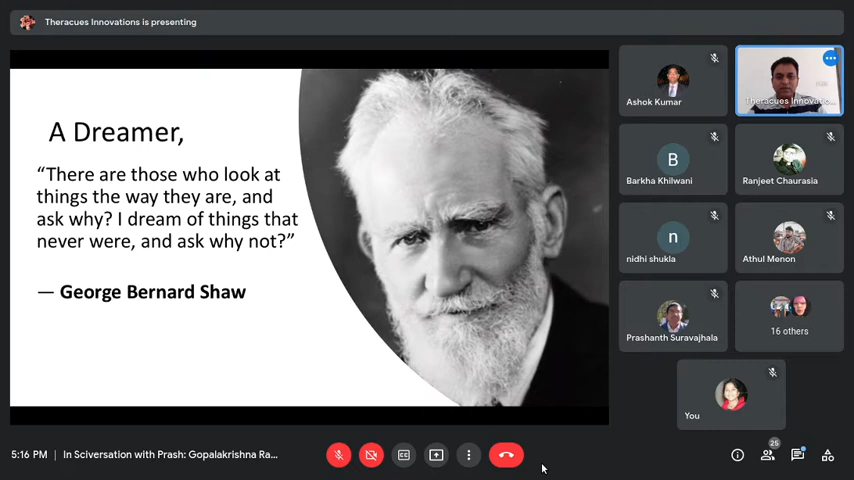 Theracues Innovations is presenting
A Dreamer,
“There are those who look at
things the way they are, and
ask why? I dream of things that
never were, and ask why not?”
— George Bernard Shaw
Ashok Kumar
Theracues Innovatio...
B
Barkha Khilwani
Ranjeet Chaurasia
n
nidhi shukla
Athul Menon
Prashanth Suravajhala
16 others
You
5:16 PM | In Sciversation with Prash: Gopalakrishna Ra...
CC
25